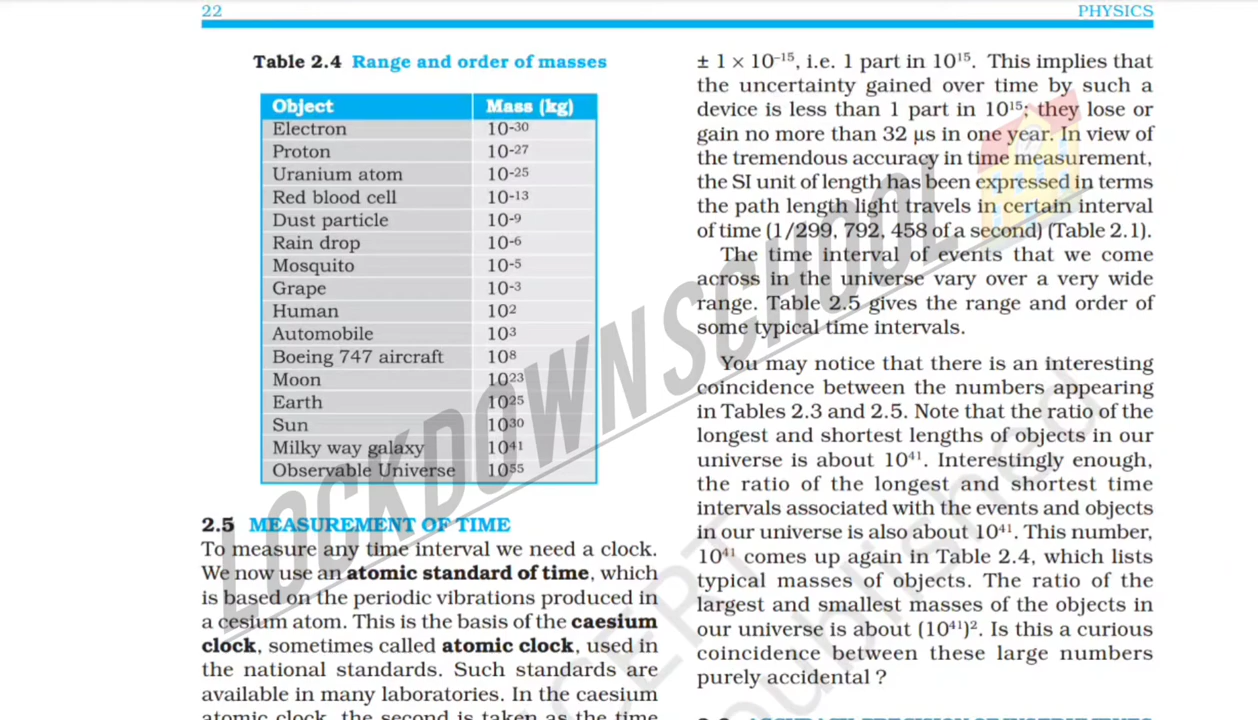 22
PHYSICS
Table 2.4 Range and order of masses
Object Mass (kg)
Electron 10⁻³⁰
Proton 10⁻²⁷
Uranium atom 10⁻²⁵
Red blood cell 10⁻¹³
Dust particle 10⁻⁹
Rain drop 10⁻⁶
Mosquito 10⁻⁵
Grape 10⁻³
Human 10²
Automobile 10³
Boeing 747 aircraft 10⁸
Moon 10²³
Earth 10²⁵
Sun 10³⁰
Milky way galaxy 10⁴¹
Observable Universe 10⁵⁵
2.5 MEASUREMENT OF TIME
To measure any time interval we need a clock.
We now use an atomic standard of time, which
is based on the periodic vibrations produced in
a cesium atom. This is the basis of the caesium
clock, sometimes called atomic clock, used in
the national standards. Such standards are
available in many laboratories. In the caesium
atomic clock, the second is taken as the time
± 1 × 10⁻¹⁵, i.e. 1 part in 10¹⁵. This implies that
the uncertainty gained over time by such a
device is less than 1 part in 10¹⁵; they lose or
gain no more than 32 μs in one year. In view of
the tremendous accuracy in time measurement,
the SI unit of length has been expressed in terms
the path length light travels in certain interval
of time (1/299, 792, 458 of a second) (Table 2.1).
The time interval of events that we come
across in the universe vary over a very wide
range. Table 2.5 gives the range and order of
some typical time intervals.
You may notice that there is an interesting
coincidence between the numbers appearing
in Tables 2.3 and 2.5. Note that the ratio of the
longest and shortest lengths of objects in our
universe is about 10⁴¹. Interestingly enough,
the ratio of the longest and shortest time
intervals associated with the events and objects
in our universe is also about 10⁴¹. This number,
10⁴¹ comes up again in Table 2.4, which lists
typical masses of objects. The ratio of the
largest and smallest masses of the objects in
our universe is about (10⁴¹)². Is this a curious
coincidence between these large numbers
purely accidental ?
LOCKDOWN SCHOOL